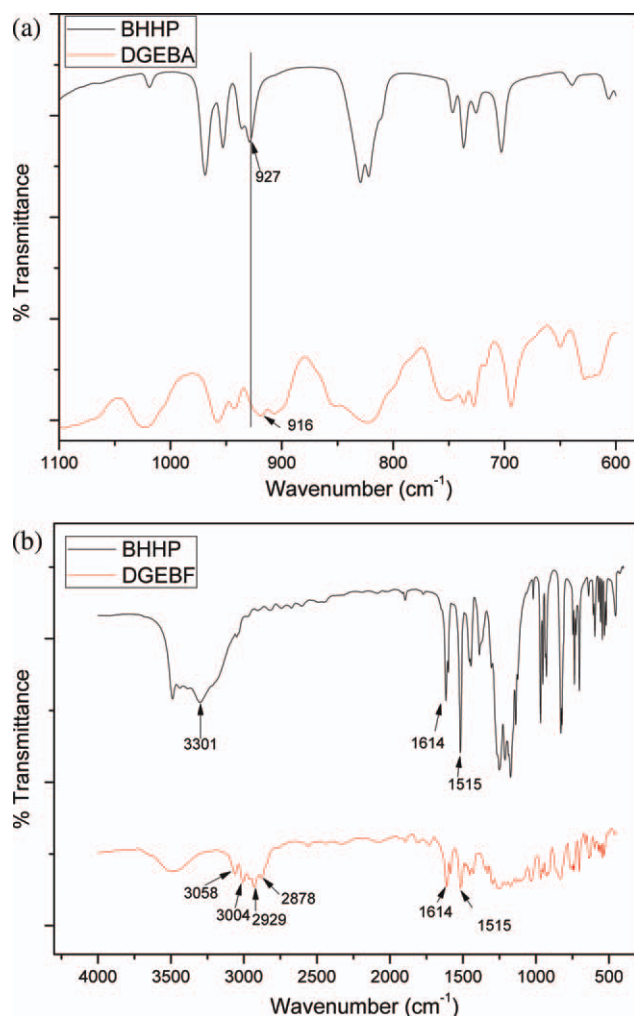 (a)
BHHP
DGEBA
% Transmittance
927
916
1100 1000 900 800 700 600
Wavenumber (cm⁻¹)
(b)
BHHP
DGEBF
% Transmittance
3301
1614
1515
3058
3004
2929
2878
1614
1515
4000 3500 3000 2500 2000 1500 1000 500
Wavenumber (cm⁻¹)